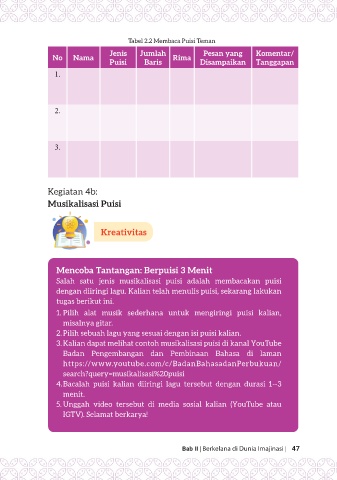 Tabel 2.2 Membaca Puisi Teman
No Nama Jenis Puisi Jumlah Baris Rima Pesan yang Disampaikan Komentar/ Tanggapan
1.
2.
3.
Kegiatan 4b:
Musikalisasi Puisi
Kreativitas
Mencoba Tantangan: Berpuisi 3 Menit
Salah satu jenis musikalisasi puisi adalah membacakan puisi
dengan diiringi lagu. Kalian telah menulis puisi, sekarang lakukan
tugas berikut ini.
1. Pilih alat musik sederhana untuk mengiringi puisi kalian,
misalnya gitar.
2. Pilih sebuah lagu yang sesuai dengan isi puisi kalian.
3. Kalian dapat melihat contoh musikalisasi puisi di kanal YouTube
Badan Pengembangan dan Pembinaan Bahasa di laman
https://www.youtube.com/c/BadanBahasadanPerbukuan/
search?query=musikalisasi%20puisi
4. Bacalah puisi kalian diiringi lagu tersebut dengan durasi 1—3
menit.
5. Unggah video tersebut di media sosial kalian (YouTube atau
IGTV). Selamat berkarya!
Bab II | Berkelana di Dunia Imajinasi | 47